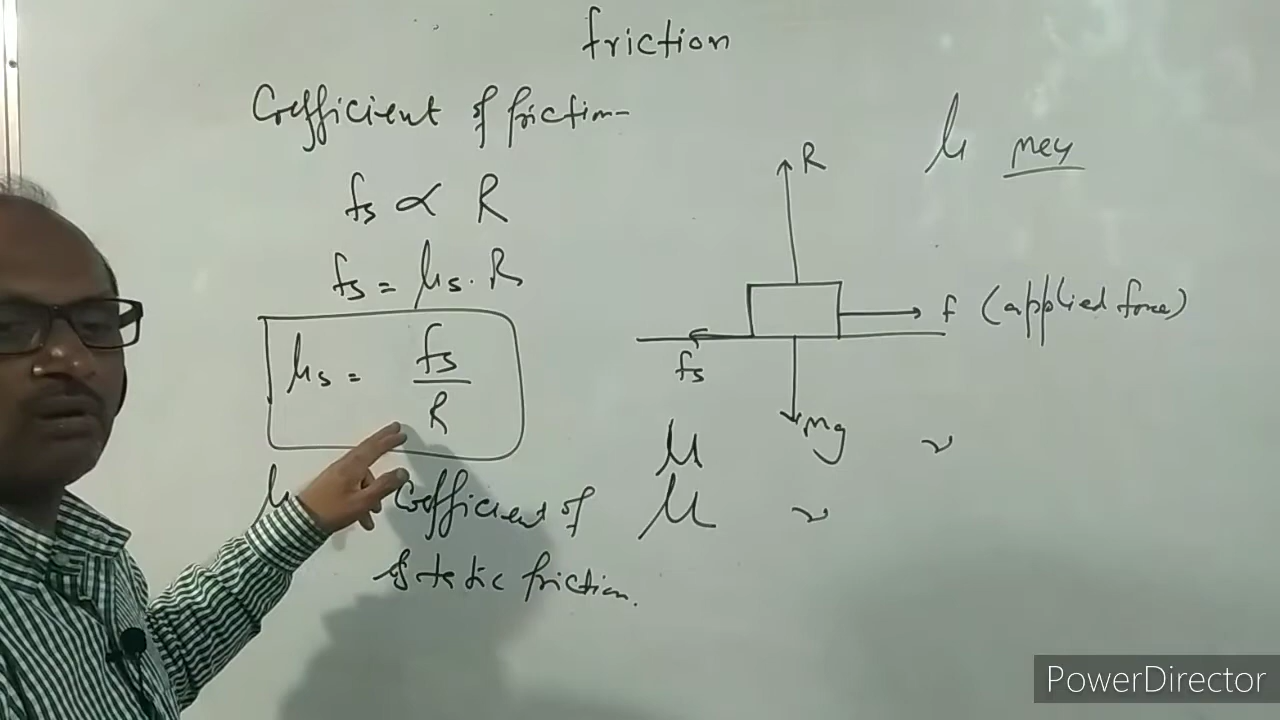 friction
Coefficient of friction-
fs ∝ R
fs = μs . R
μs = fs / R
μ Coefficient of
static friction.
μ mey
R
f (applied force)
fs
mg
μ
μ
PowerDirector